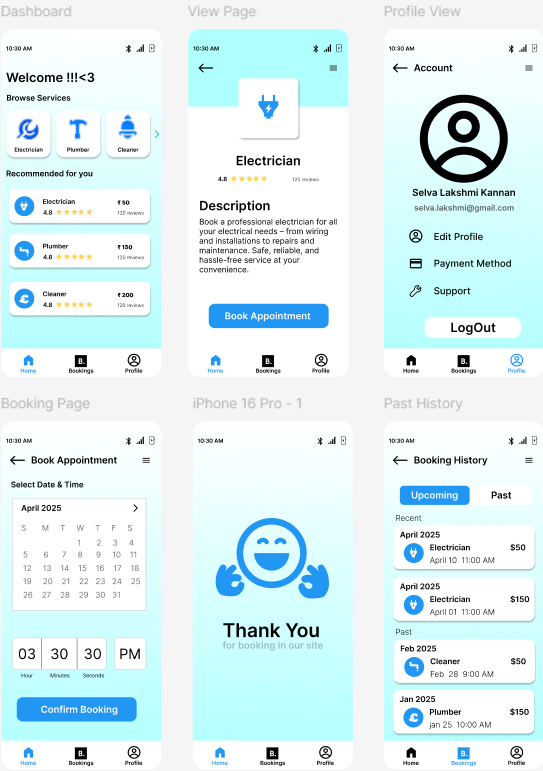 Dashboard
10:30 AM
Welcome !!!<3
Browse Services
Electrician
Plumber
Cleaner
Recommended for you
Electrician
₹ 50
4.8
120 reviews
Plumber
₹ 150
4.8
120 reviews
Cleaner
₹ 200
4.8
120 reviews
Home
B.
Bookings
Profile
View Page
10:30 AM
Electrician
4.8
120 reviews
Description
Book a professional electrician for all
your electrical needs – from wiring
and installations to repairs and
maintenance. Safe, reliable, and
hassle-free service at your
convenience.
Book Appointment
Home
B.
Bookings
Profile
Profile View
10:30 AM
Account
Selva Lakshmi Kannan
selva.lakshmi@gmail.com
Edit Profile
Payment Method
Support
LogOut
Home
B.
Bookings
Profile
Booking Page
10:30 AM
Book Appointment
Select Date & Time
April 2025
S M T W T F S
1 2 3 4
5 6 7 8 9 10 11
12 13 14 15 16 17 18
19 20 21 22 23 24 25
26 27 28 29 30 31
03 30 30 PM
Hour Minutes Seconds
Confirm Booking
Home
B.
Bookings
Profile
iPhone 16 Pro - 1
10:30 AM
Thank You
for booking in our site
Home
B.
Bookings
Profile
Past History
10:30 AM
Booking History
Upcoming
Past
Recent
April 2025
Electrician
$50
April 10 11:00 AM
April 2025
Electrician
$150
April 01 11:00 AM
Past
Feb 2025
Cleaner
$50
Feb 28 9:00 AM
Jan 2025
Plumber
$150
jan 25 10:00 AM
Home
B.
Bookings
Profile